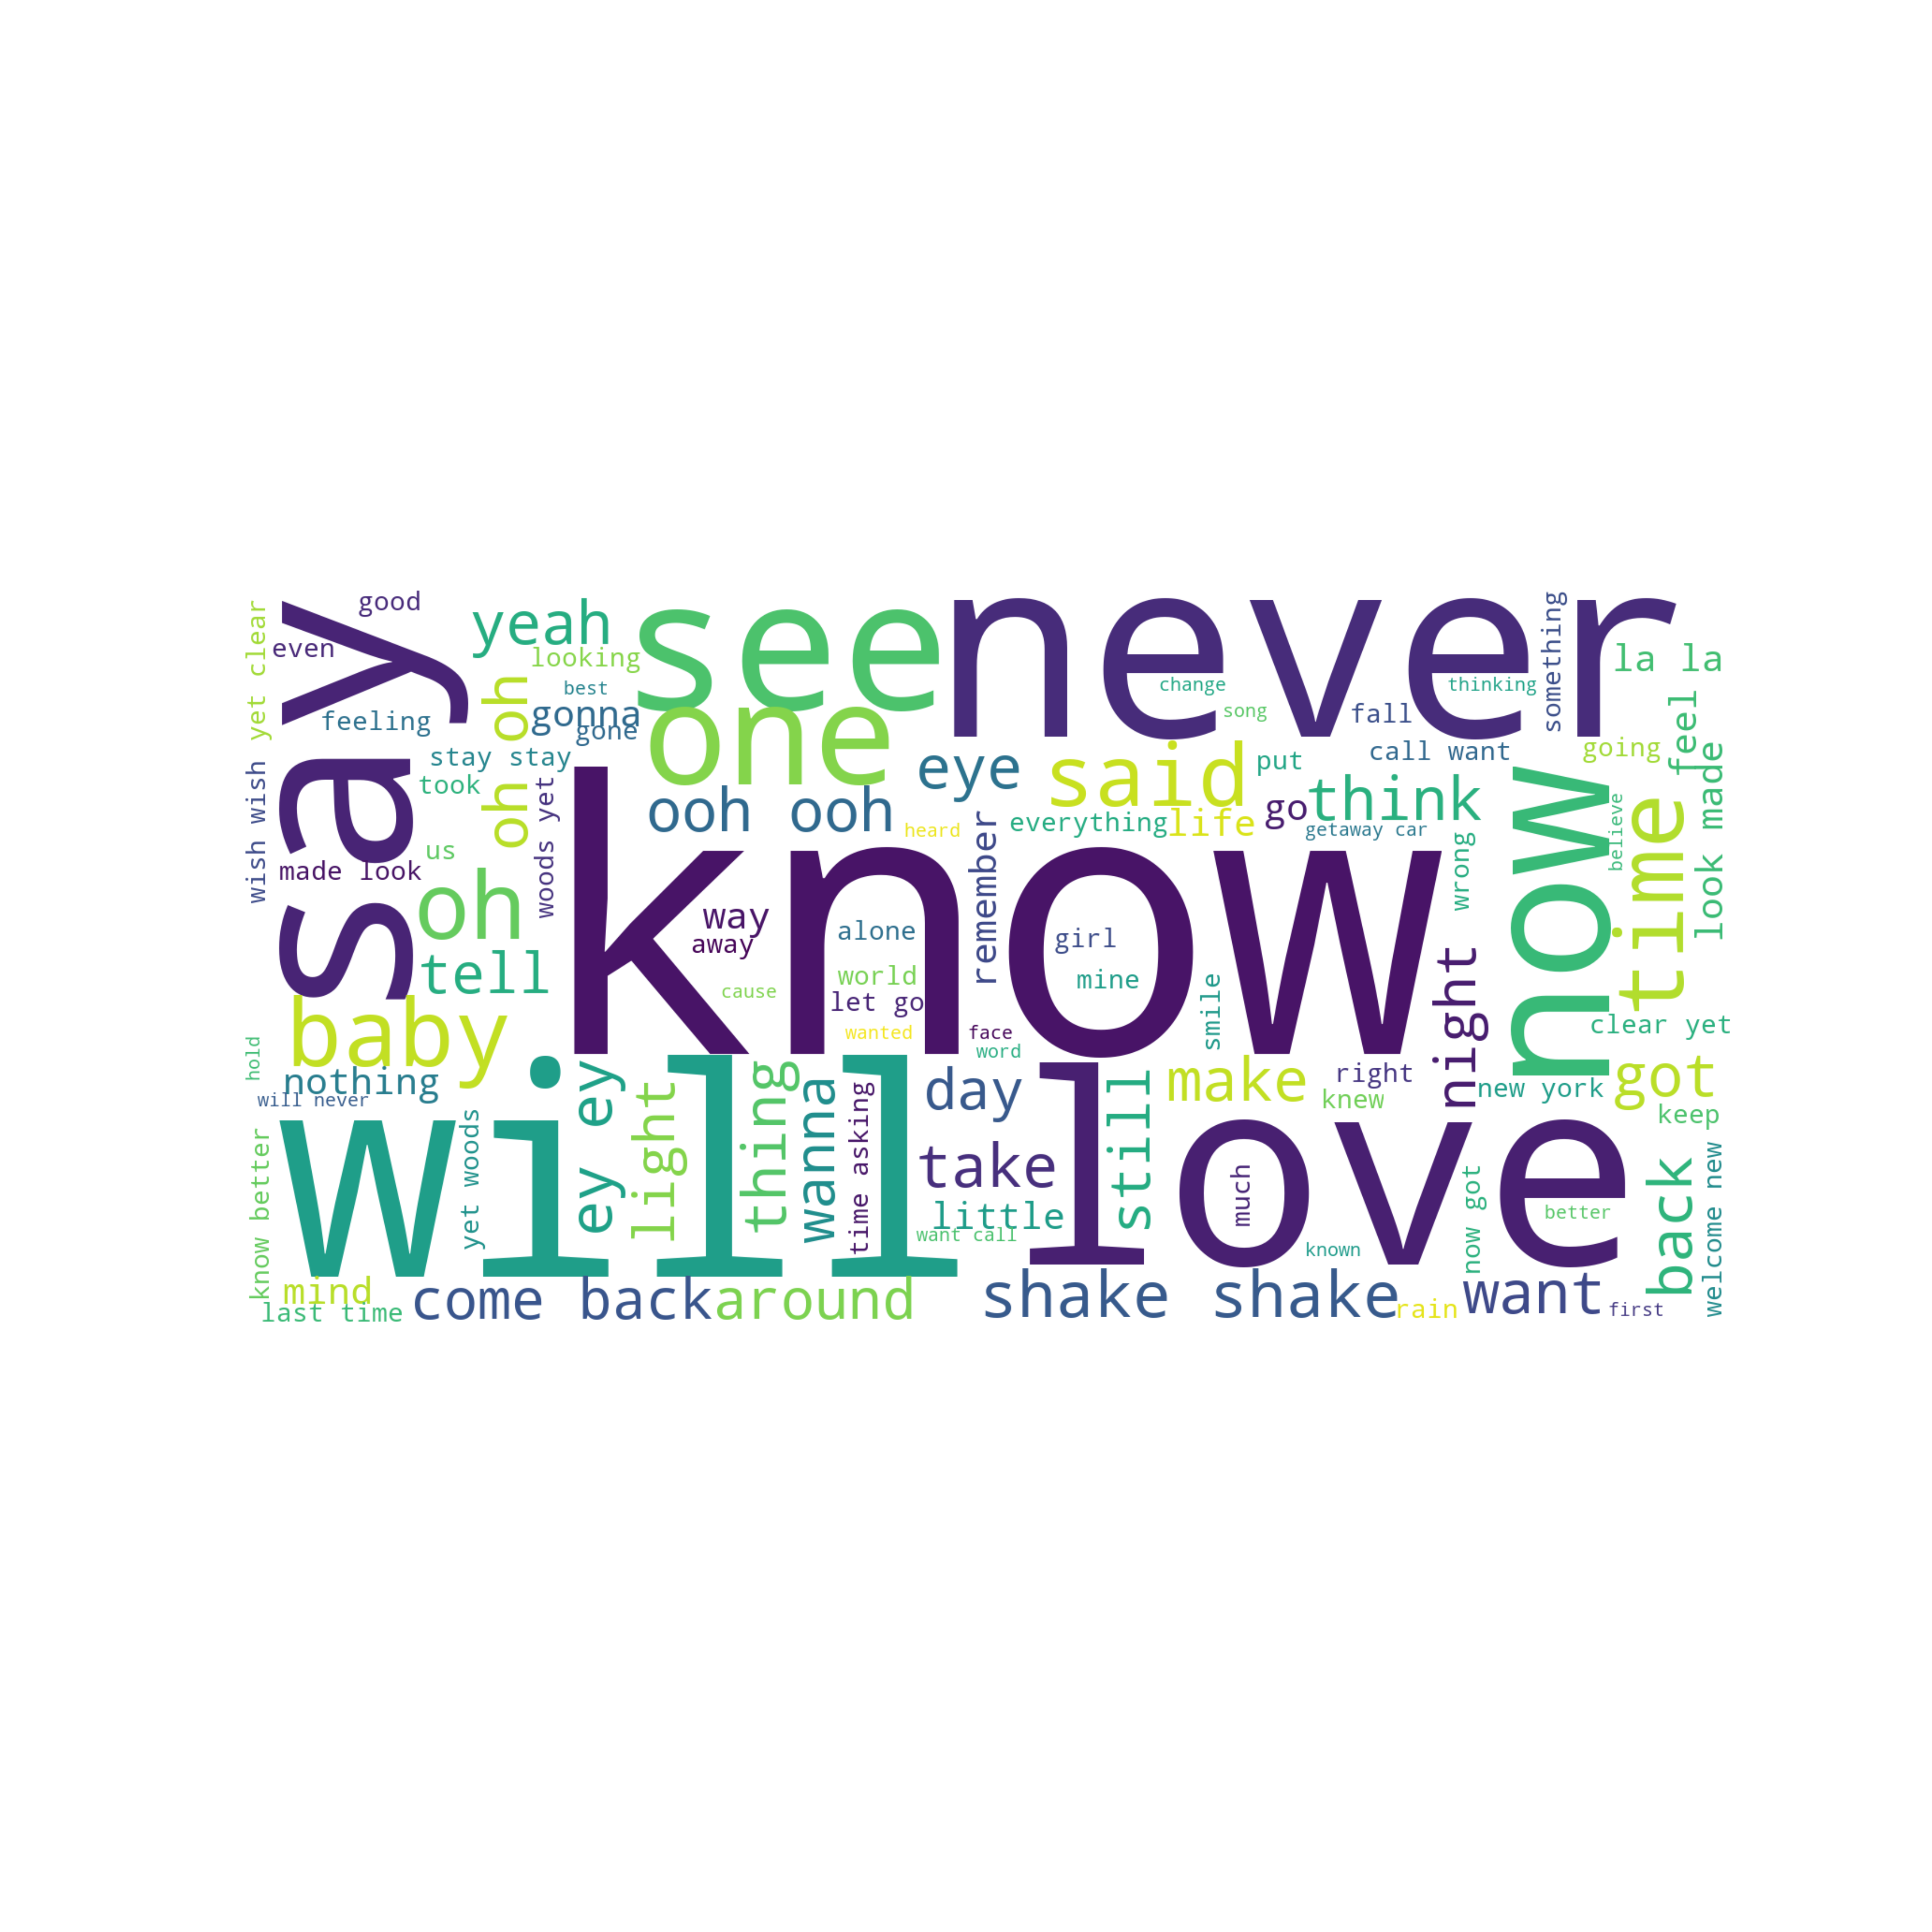 good
yeah
see
never
something
yet clear
even
say
looking
la la
best
change
thinking
feeling
oh oh
gonna
gone
one
song
fall
feel
stay stay
eye
said
put
call want
going
look made
took
woods yet
ooh ooh
think
now
time
wish wish
heard
everything
life
go
getaway car
believe
us
made look
oh
know
remember
wrong
way
away
alone
girl
tell
world
mine
cause
let go
smile
night
baby
wanted
face
word
clear yet
hold
nothing
will never
will
ey ey
light
thing
wanna
time asking
day
love
still
make
right
knew
new york
got
keep
yet woods
take
know better
little
want call
much
known
now got
better
back
welcome new
mind
last time
come back
around
shake shake
rain
want
first